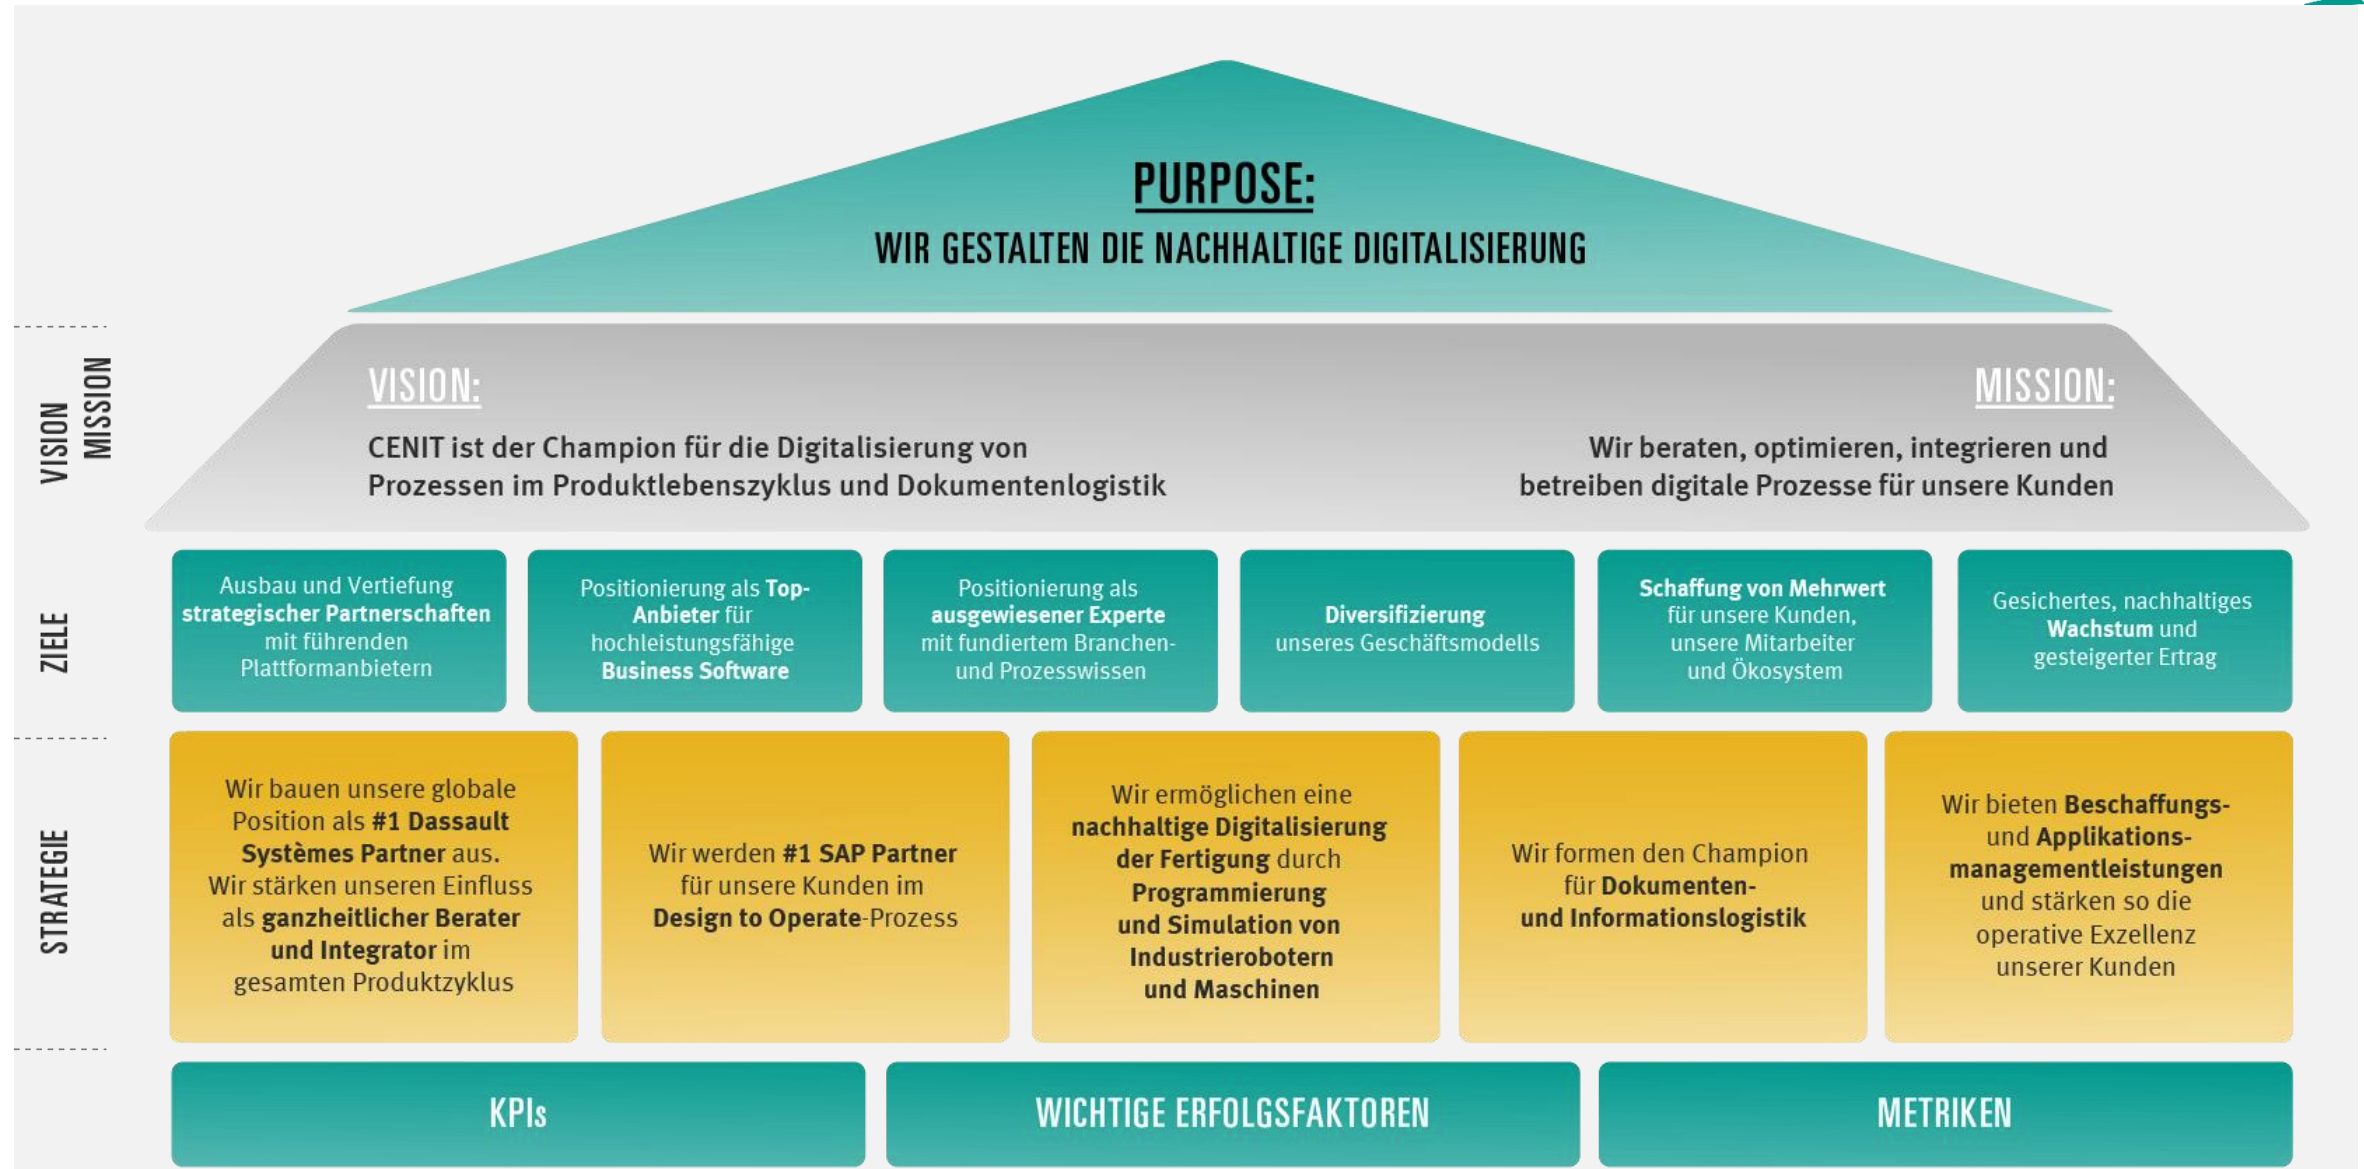 PURPOSE:
WIR GESTALTEN DIE NACHHALTIGE DIGITALISIERUNG
VISION
MISSION
VISION:
CENIT ist der Champion für die Digitalisierung von
Prozessen im Produktlebenszyklus und Dokumentenlogistik
MISSION:
Wir beraten, optimieren, integrieren und
betreiben digitale Prozesse für unsere Kunden
ZIELE
Ausbau und Vertiefung
strategischer Partnerschaften
mit führenden
Plattformanbietern
Positionierung als Top-
Anbieter für
hochleistungsfähige
Business Software
Positionierung als
ausgewiesener Experte
mit fundiertem Branchen-
und Prozesswissen
Diversifizierung
unseres Geschäftsmodells
Schaffung von Mehrwert
für unsere Kunden,
unsere Mitarbeiter
und Ökosystem
Gesichertes, nachhaltiges
Wachstum und
gesteigerter Ertrag
STRATEGIE
Wir bauen unsere globale
Position als #1 Dassault
Systèmes Partner aus.
Wir stärken unseren Einfluss
als ganzheitlicher Berater
und Integrator im
gesamten Produktzyklus
Wir werden #1 SAP Partner
für unsere Kunden im
Design to Operate-Prozess
Wir ermöglichen eine
nachhaltige Digitalisierung
der Fertigung durch
Programmierung
und Simulation von
Industrierobotern
und Maschinen
Wir formen den Champion
für Dokumenten-
und Informationslogistik
Wir bieten Beschaffungs-
und Applikations-
managementleistungen
und stärken so die
operative Exzellenz
unserer Kunden
KPIs
WICHTIGE ERFOLGSFAKTOREN
METRIKEN